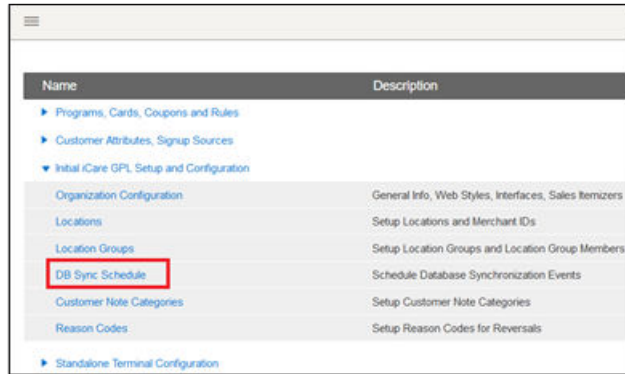 Name Description
Programs, Cards, Coupons and Rules
Customer Attributes, Signup Sources
Initial iCare GPL Setup and Configuration
Organization Configuration General Info, Web Styles, Interfaces, Sales Itemizers
Locations Setup Locations and Merchant IDs
Location Groups Setup Location Groups and Location Group Members
DB Sync Schedule Schedule Database Synchronization Events
Customer Note Categories Setup Customer Note Categories
Reason Codes Setup Reason Codes for Reversals
Standalone Terminal Configuration